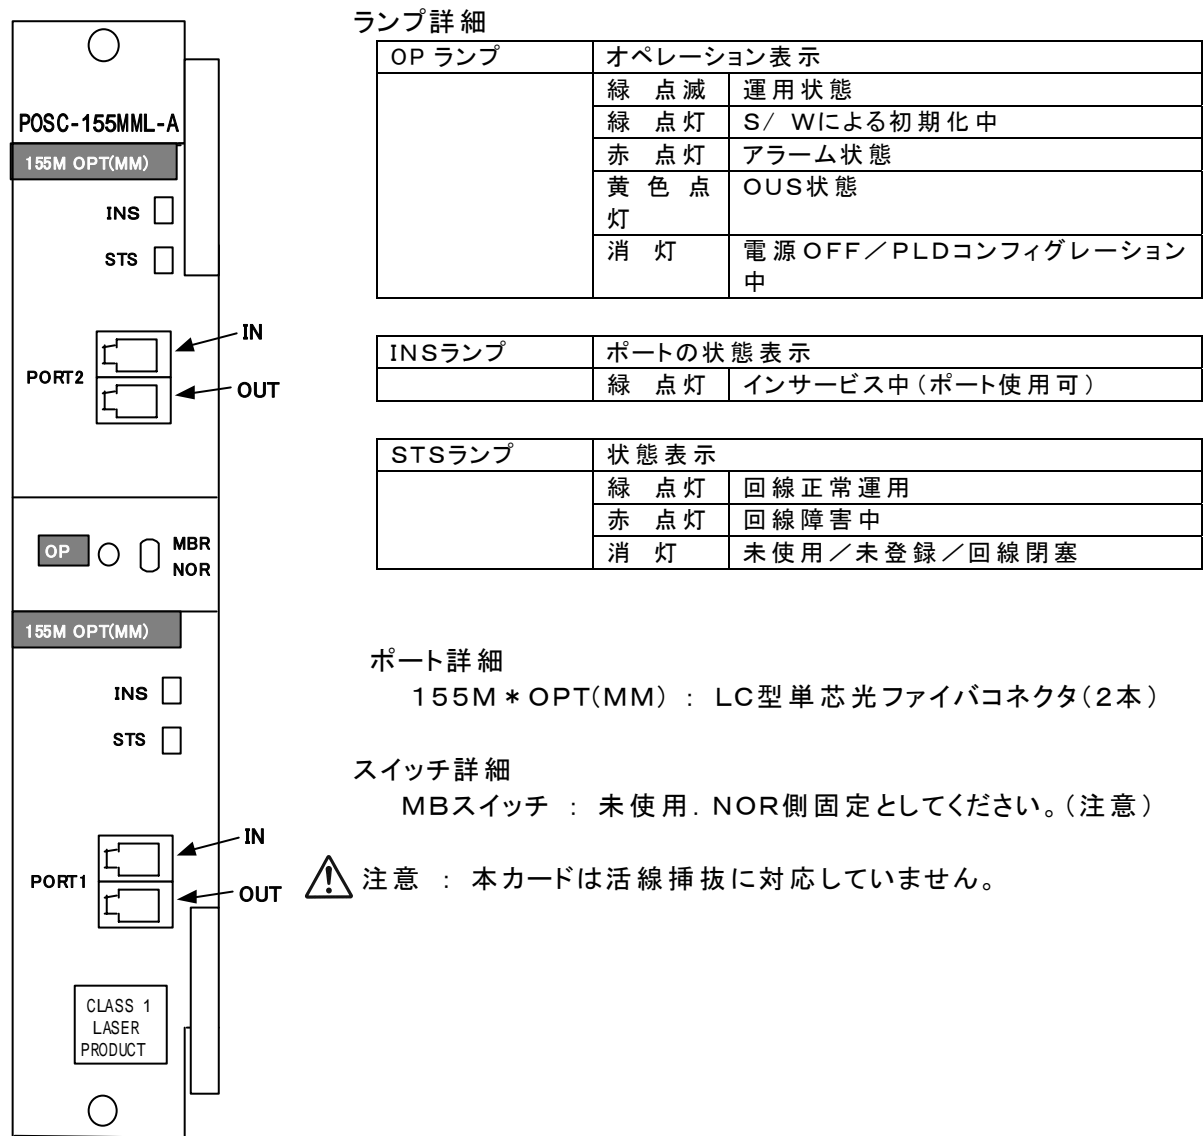 POSC-155MML-A
155M OPT(MM)
INS
STS
IN
PORT2
OUT
OP
MBR
NOR
155M OPT(MM)
INS
STS
IN
PORT1
OUT
CLASS 1
LASER
PRODUCT
ランプ詳細
OP ランプ オペレーション表示
緑 点滅 運用状態
緑 点灯 S/ Wによる初期化中
赤 点灯 アラーム状態
黄 色 点 OUS状態
灯
消 灯 電源OFF／PLDコンフィグレーション
中
INSランプ ポートの状態表示
緑 点灯 インサービス中（ポート使用可）
STSランプ 状態表示
緑 点灯 回線正常運用
赤 点灯 回線障害中
消 灯 未使用／未登録／回線閉塞
ポート詳細
155M＊OPT(MM) : LC型単芯光ファイバコネクタ(2本)
スイッチ詳細
MBスイッチ : 未使用. NOR側固定としてください。(注意)
注意 : 本カードは活線挿抜に対応していません。